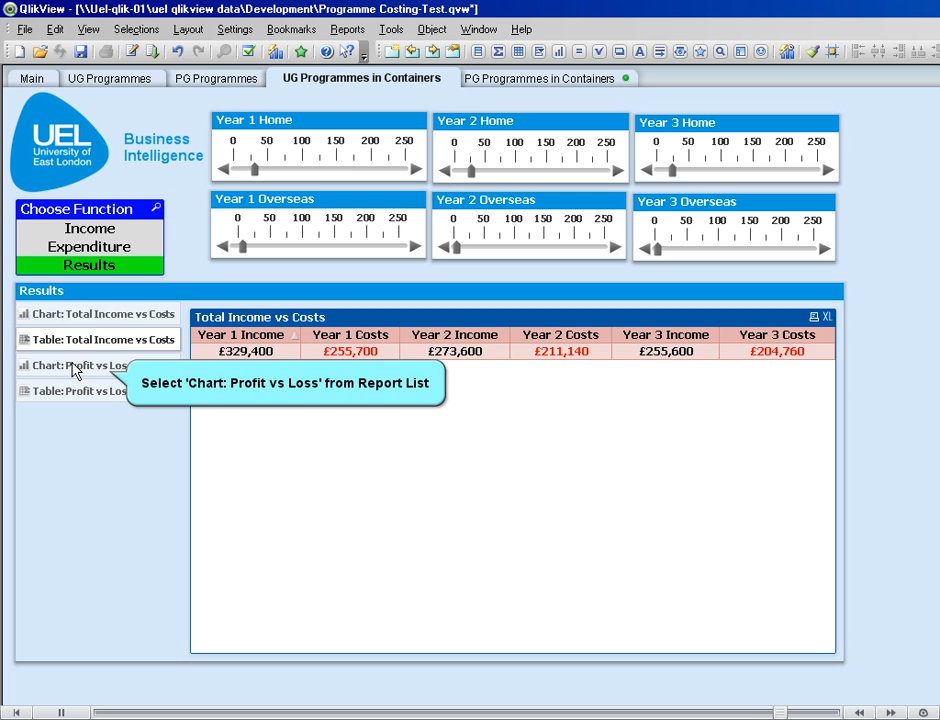 QlikView - [\\Uel-qlik-01\uel qlikview data\Development\Programme Costing-Test.qvw*]
File Edit View Selections Layout Settings Bookmarks Reports Tools Object Window Help
Main UG Programmes PG Programmes UG Programmes in Containers PG Programmes in Containers
UEL
University of
East London
Business
Intelligence
Year 1 Home
0 50 100 150 200 250
Year 2 Home
0 50 100 150 200 250
Year 3 Home
0 50 100 150 200 250
Year 1 Overseas
0 50 100 150 200 250
Year 2 Overseas
0 50 100 150 200 250
Year 3 Overseas
0 50 100 150 200 250
Choose Function
Income
Expenditure
Results
Results
Chart: Total Income vs Costs
Table: Total Income vs Costs
Chart: Profit vs Los
Table: Profit vs Los
Select 'Chart: Profit vs Loss' from Report List
Total Income vs Costs XL
Year 1 Income Year 1 Costs Year 2 Income Year 2 Costs Year 3 Income Year 3 Costs
£329,400 £255,700 £273,600 £211,140 £255,600 £204,760